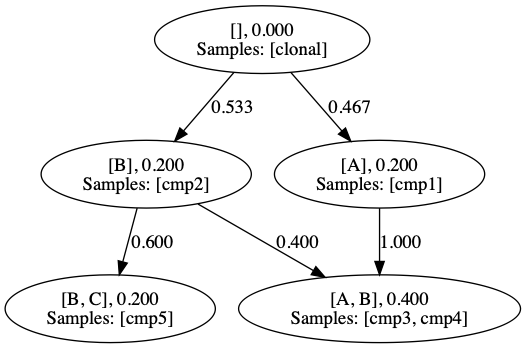 [], 0.000
Samples: [clonal]
0.533
0.467
[B], 0.200
Samples: [cmp2]
[A], 0.200
Samples: [cmp1]
0.600
0.400
1.000
[B, C], 0.200
Samples: [cmp5]
[A, B], 0.400
Samples: [cmp3, cmp4]